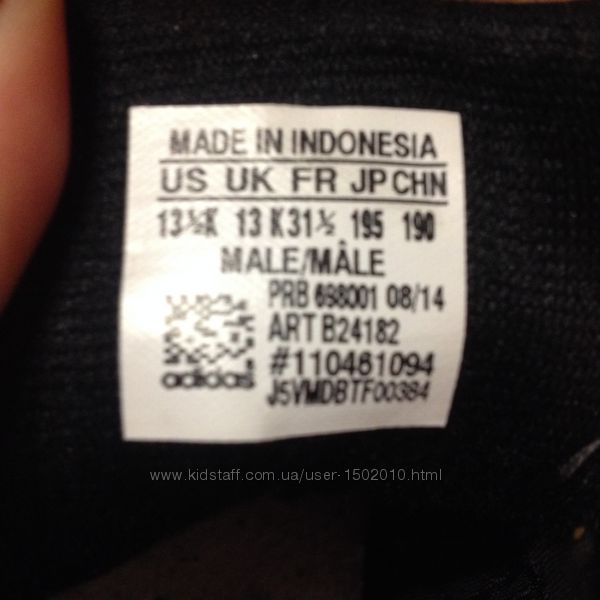 MADE IN INDONESIA
US UK FR JP CHN
13½K 13 K 31½ 195 190
MALE/MÂLE
PRB 698001 08/14
ART B24182
#110461094
adidas
J5VMDBTF00384
www.kidstaff.com.ua/user-1502010.html